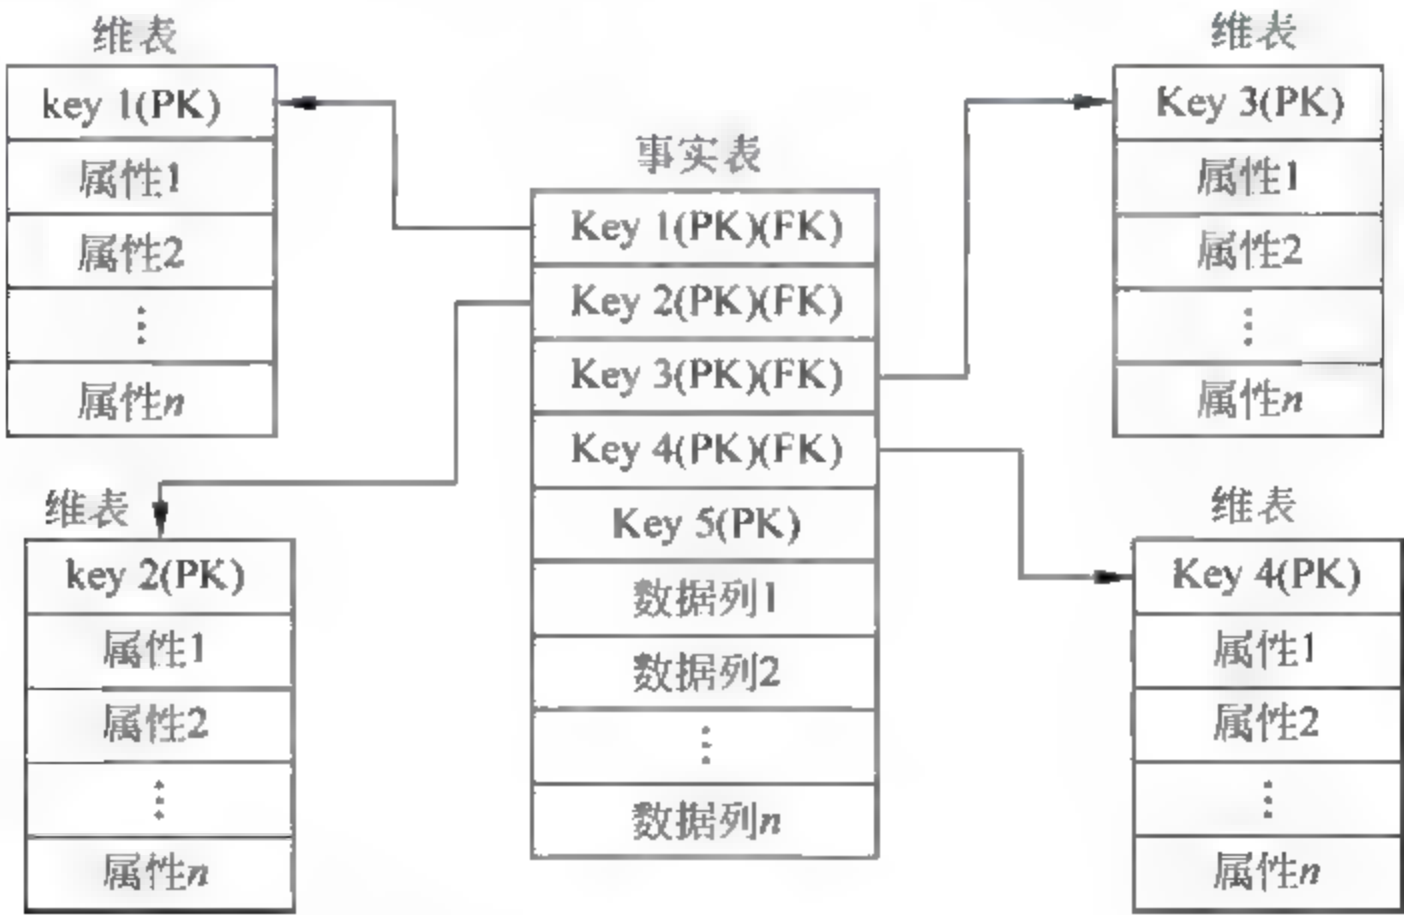 维表
key 1(PK)
属性1
属性2
⋮
属性n
维表
key 2(PK)
属性1
属性2
⋮
属性n
事实表
Key 1(PK)(FK)
Key 2(PK)(FK)
Key 3(PK)(FK)
Key 4(PK)(FK)
Key 5(PK)
数据列1
数据列2
⋮
数据列n
维表
Key 3(PK)
属性1
属性2
⋮
属性n
维表
Key 4(PK)
属性1
属性2
⋮
属性n